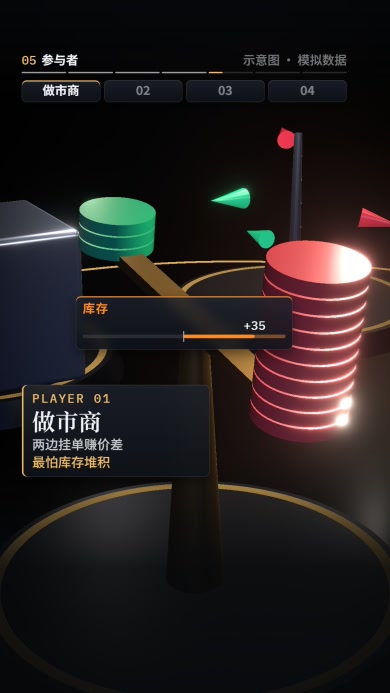 05 参与者
示意图 • 模拟数据
做市商
02
03
04
库存
+35
PLAYER 01
做市商
两边挂单赚价差
最怕库存堆积